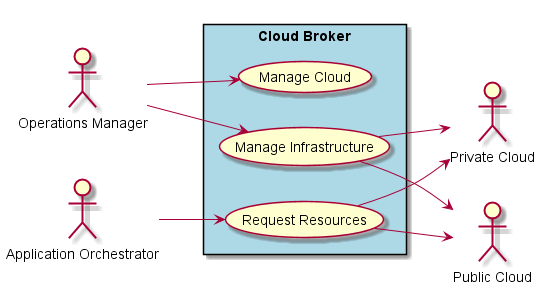 Cloud Broker
Manage Cloud
Operations Manager
Manage Infrastructure
Private Cloud
Request Resources
Application Orchestrator
Public Cloud